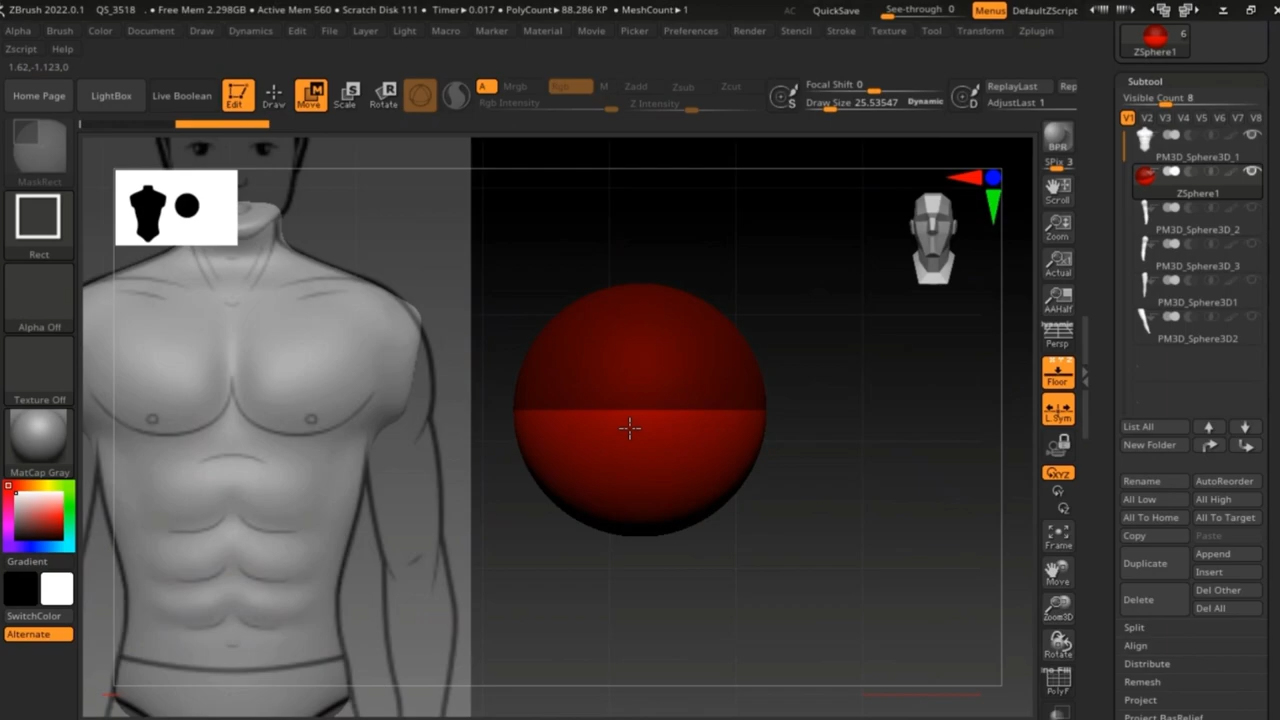 ZBrush 2022.0.1 QS_3518 . • Free Mem 2.298GB • Active Mem 560 • Scratch Disk 111 • Timer▸0.017 • PolyCount▸88.286 KP • MeshCount▸1 AC QuickSave See-through 0 Menus DefaultZScript
Alpha Brush Color Document Draw Dynamics Edit File Layer Light Macro Marker Material Movie Picker Preferences Render Stencil Stroke Texture Tool Transform Zplugin
Zscript Help
1.62,-1.123,0
Home Page LightBox Live Boolean Edit Draw Move Scale Rotate
A Mrgb Rgb M Zadd Zsub Zcut
Rgb Intensity Z Intensity
Focal Shift 0
Draw Size 25.53547 Dynamic
S D
ReplayLast Rep
AdjustLast 1
MaskRect
Rect
Alpha Off
Texture Off
MatCap Gray
Gradient
SwitchColor
Alternate
BPR
SPix 3
Scroll
Zoom
Actual
AAHalf
Dynamic
Persp
Floor
L.Sym
XYZ
Frame
Move
Zoom3D
Rotate
PolyF
6
ZSphere1
Subtool
Visible Count 8
V1 V2 V3 V4 V5 V6 V7 V8
PM3D_Sphere3D_1
ZSphere1
PM3D_Sphere3D_2
PM3D_Sphere3D_3
PM3D_Sphere3D1
PM3D_Sphere3D2
List All
New Folder
Rename AutoReorder
All Low All High
All To Home All To Target
Copy Paste
Duplicate Append
Insert
Delete Del Other
Del All
Split
Align
Distribute
Remesh
Project
Project BasRelief